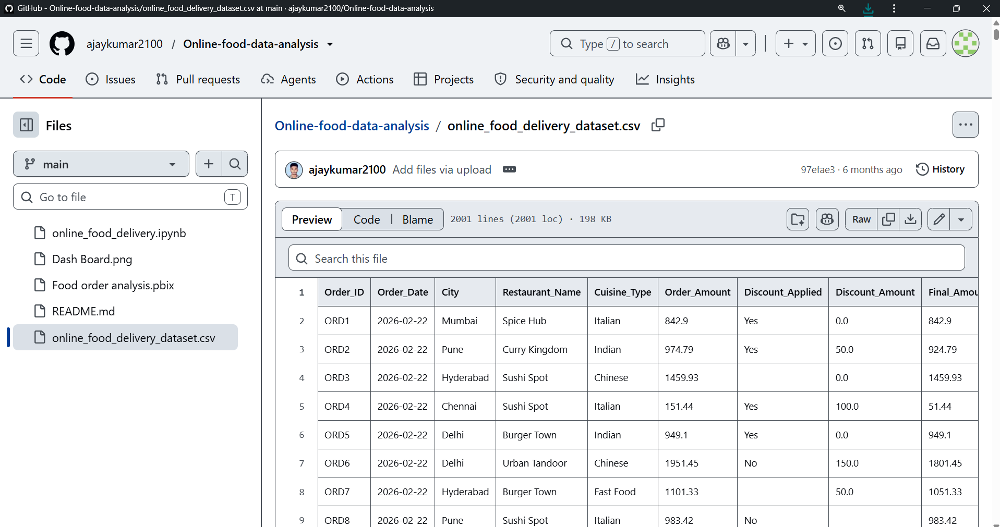 GitHub - Online-food-data-analysis/online_food_delivery_dataset.csv at main · ajaykumar2100/Online-food-data-analysis
ajaykumar2100 / Online-food-data-analysis
Type / to search
Code Issues Pull requests Agents Actions Projects Security and quality Insights
Files
main
Go to file T
online_food_delivery.ipynb
Dash Board.png
Food order analysis.pbix
README.md
online_food_delivery_dataset.csv
Online-food-data-analysis / online_food_delivery_dataset.csv
ajaykumar2100 Add files via upload 97efae3 · 6 months ago History
Preview Code Blame 2001 lines (2001 loc) · 198 KB Raw
Search this file
1 Order_ID Order_Date City Restaurant_Name Cuisine_Type Order_Amount Discount_Applied Discount_Amount Final_Amou
2 ORD1 2026-02-22 Mumbai Spice Hub Italian 842.9 Yes 0.0 842.9
3 ORD2 2026-02-22 Pune Curry Kingdom Indian 974.79 Yes 50.0 924.79
4 ORD3 2026-02-22 Hyderabad Sushi Spot Chinese 1459.93 0.0 1459.93
5 ORD4 2026-02-22 Chennai Sushi Spot Italian 151.44 Yes 100.0 51.44
6 ORD5 2026-02-22 Delhi Burger Town Indian 949.1 Yes 0.0 949.1
7 ORD6 2026-02-22 Delhi Urban Tandoor Chinese 1951.45 No 150.0 1801.45
8 ORD7 2026-02-22 Hyderabad Burger Town Fast Food 1101.33 50.0 1051.33
9 ORD8 2026-02-22 Pune Sushi Spot Italian 983.42 No 983.42